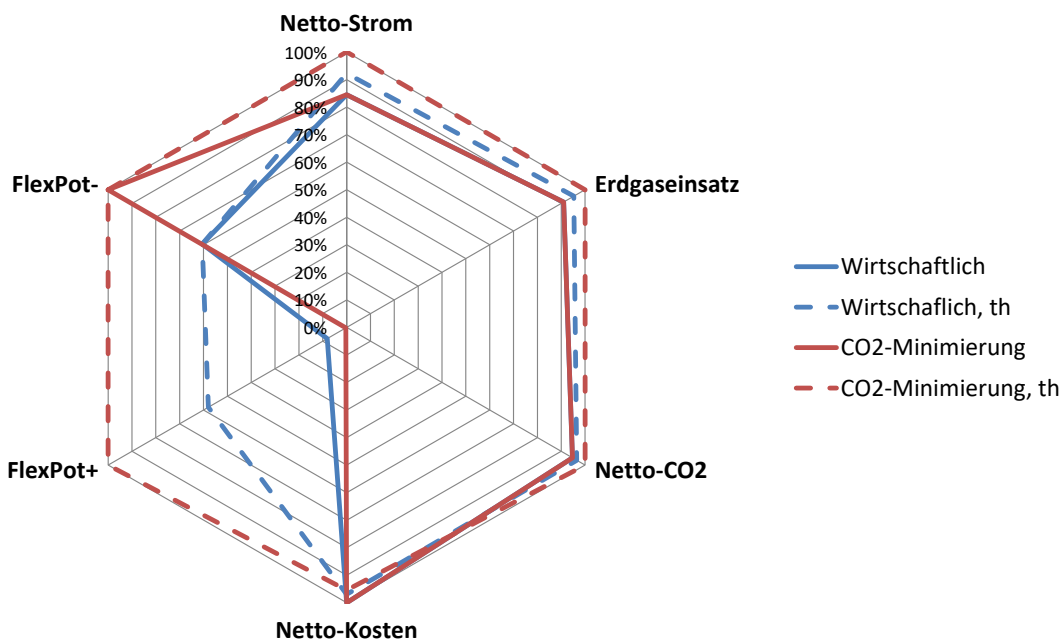 Netto-Strom
100%
90%
80%
70%
60%
50%
40%
30%
20%
10%
0%
FlexPot-
Erdgaseinsatz
FlexPot+
Netto-CO2
Netto-Kosten
Wirtschaftlich
Wirtschaflich, th
CO2-Minimierung
CO2-Minimierung, th